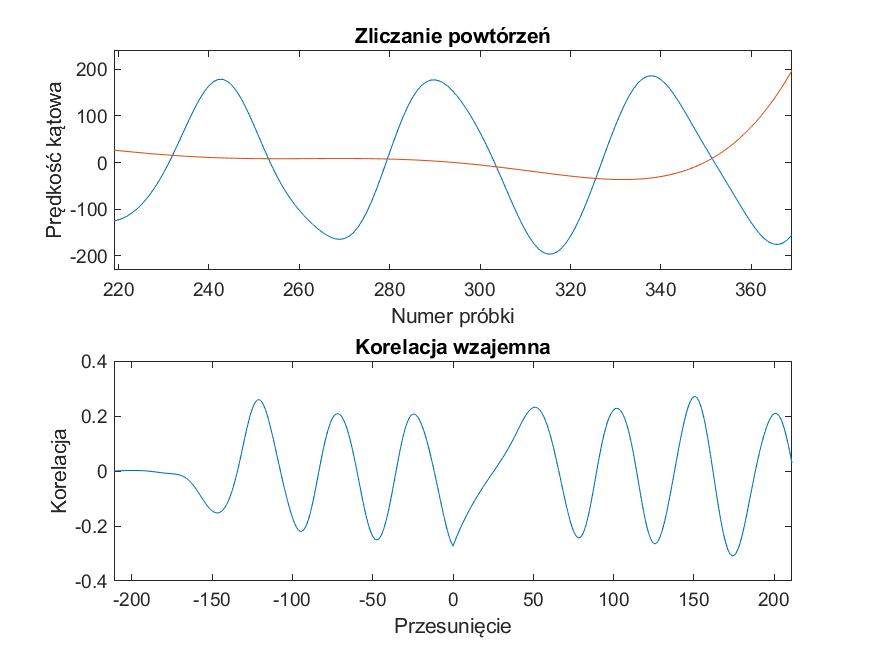 Zliczanie powtórzeń
200
100
0
-100
-200
Prędkość kątowa
220 240 260 280 300 320 340 360
Numer próbki
Korelacja wzajemna
0.4
0.2
0
-0.2
-0.4
Korelacja
-200 -150 -100 -50 0 50 100 150 200
Przesunięcie